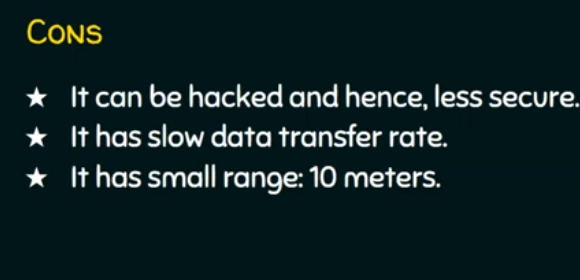 Cons
★ It can be hacked and hence, less secure.
★ It has slow data transfer rate.
★ It has small range: 10 meters.